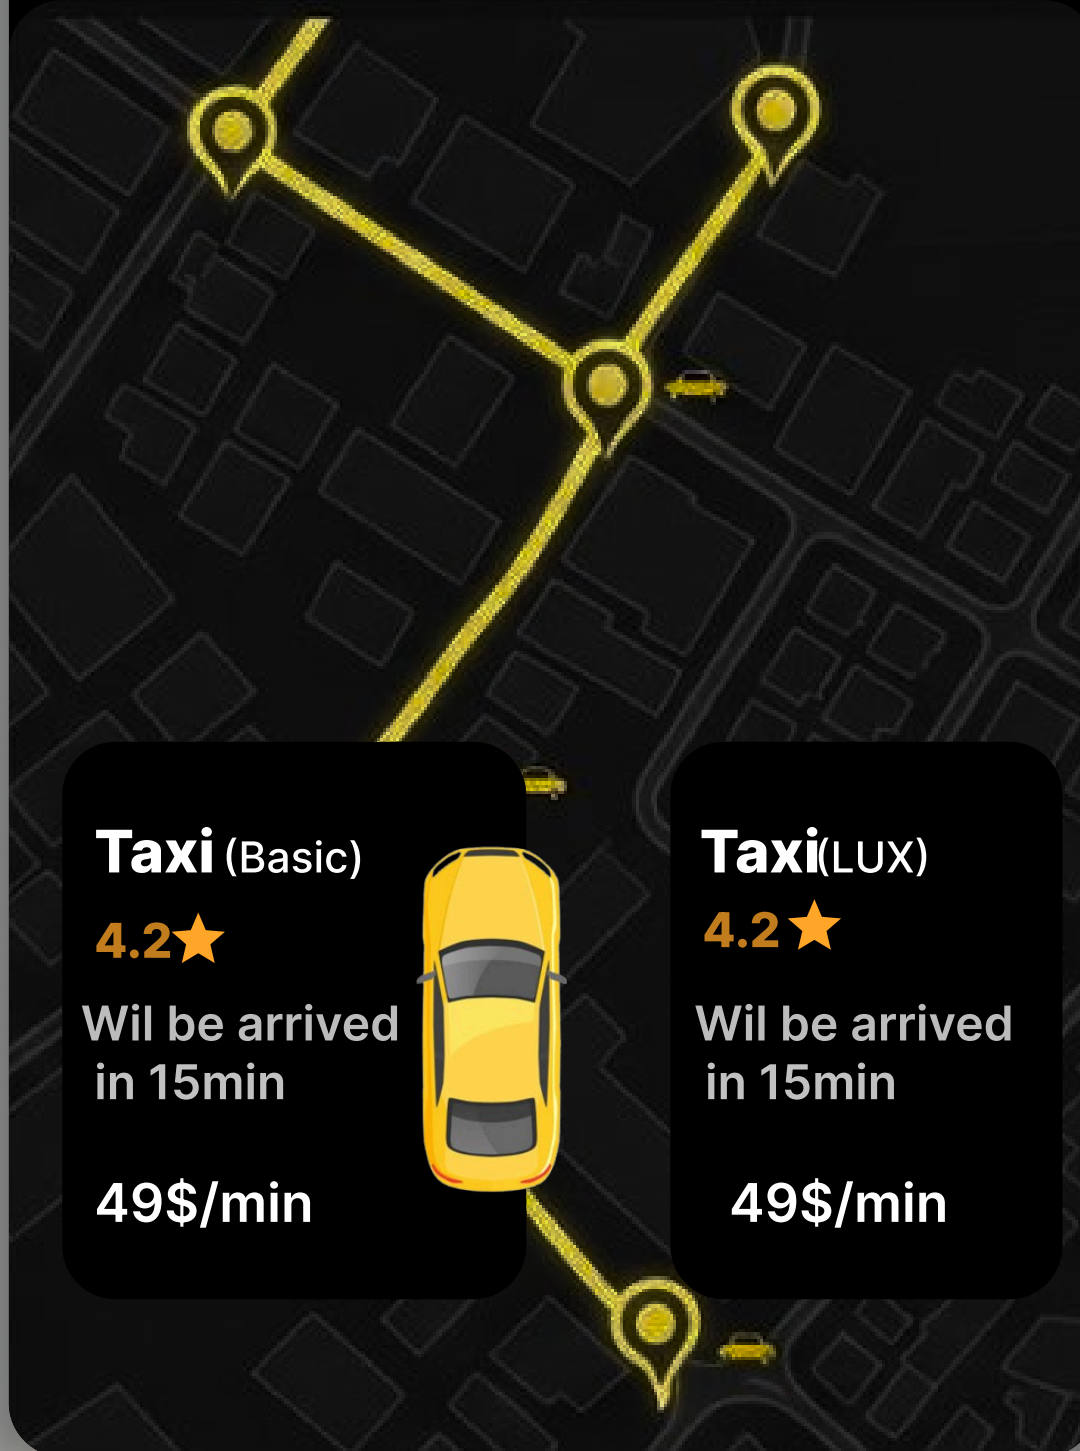 Taxi (Basic)
4.2
Wil be arrived
in 15min
49$/min
Taxi(LUX)
4.2
Wil be arrived
in 15min
49$/min